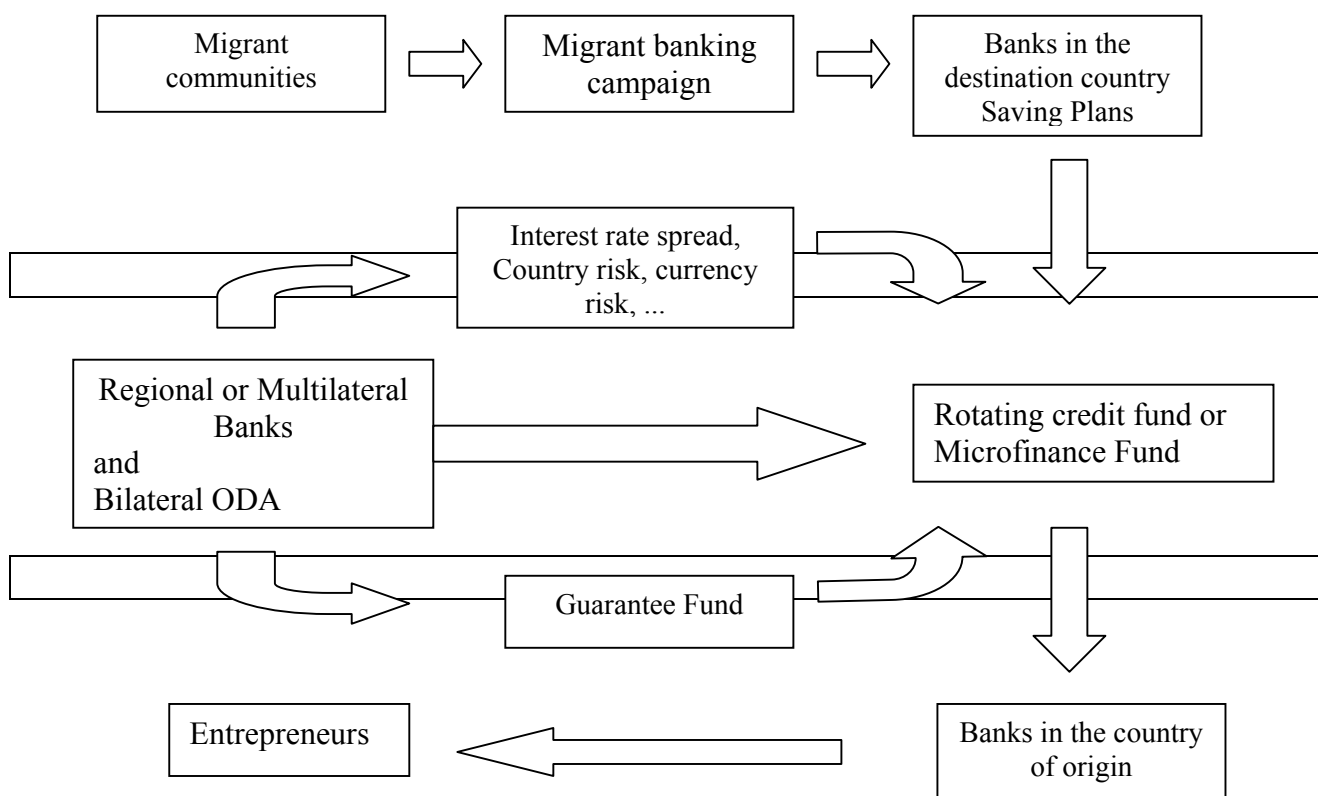 Migrant
communities
Migrant banking
campaign
Banks in the
destination country
Saving Plans
Interest rate spread,
Country risk, currency
risk, ...
Regional or Multilateral
Banks
and
Bilateral ODA
Rotating credit fund or
Microfinance Fund
Guarantee Fund
Entrepreneurs
Banks in the country
of origin